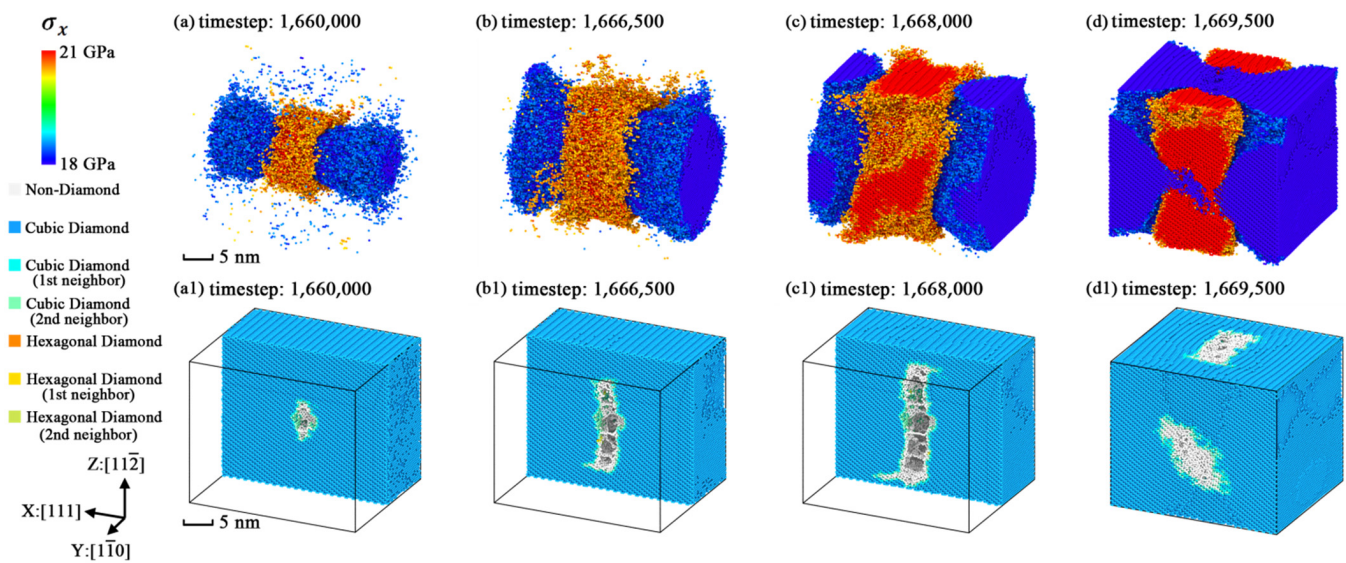 σx
21 GPa
18 GPa
Non-Diamond
Cubic Diamond
Cubic Diamond
(1st neighbor)
Cubic Diamond
(2nd neighbor)
Hexagonal Diamond
Hexagonal Diamond
(1st neighbor)
Hexagonal Diamond
(2nd neighbor)
Z:[112̅]
X:[111]
Y:[11̅0]
(a) timestep: 1,660,000
(b) timestep: 1,666,500
(c) timestep: 1,668,000
(d) timestep: 1,669,500
5 nm
(a1) timestep: 1,660,000
(b1) timestep: 1,666,500
(c1) timestep: 1,668,000
(d1) timestep: 1,669,500
5 nm